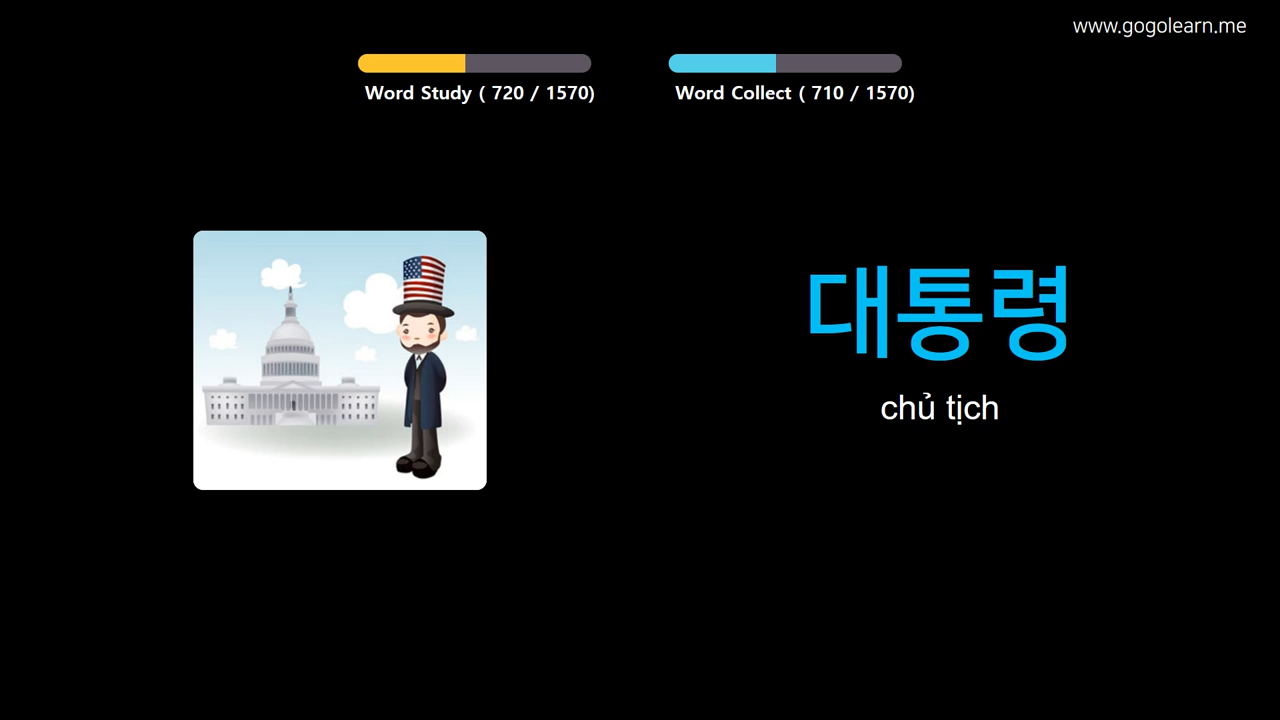 www.gogolearn.me
Word Study ( 720 / 1570)
Word Collect ( 710 / 1570)
대통령
chủ tịch